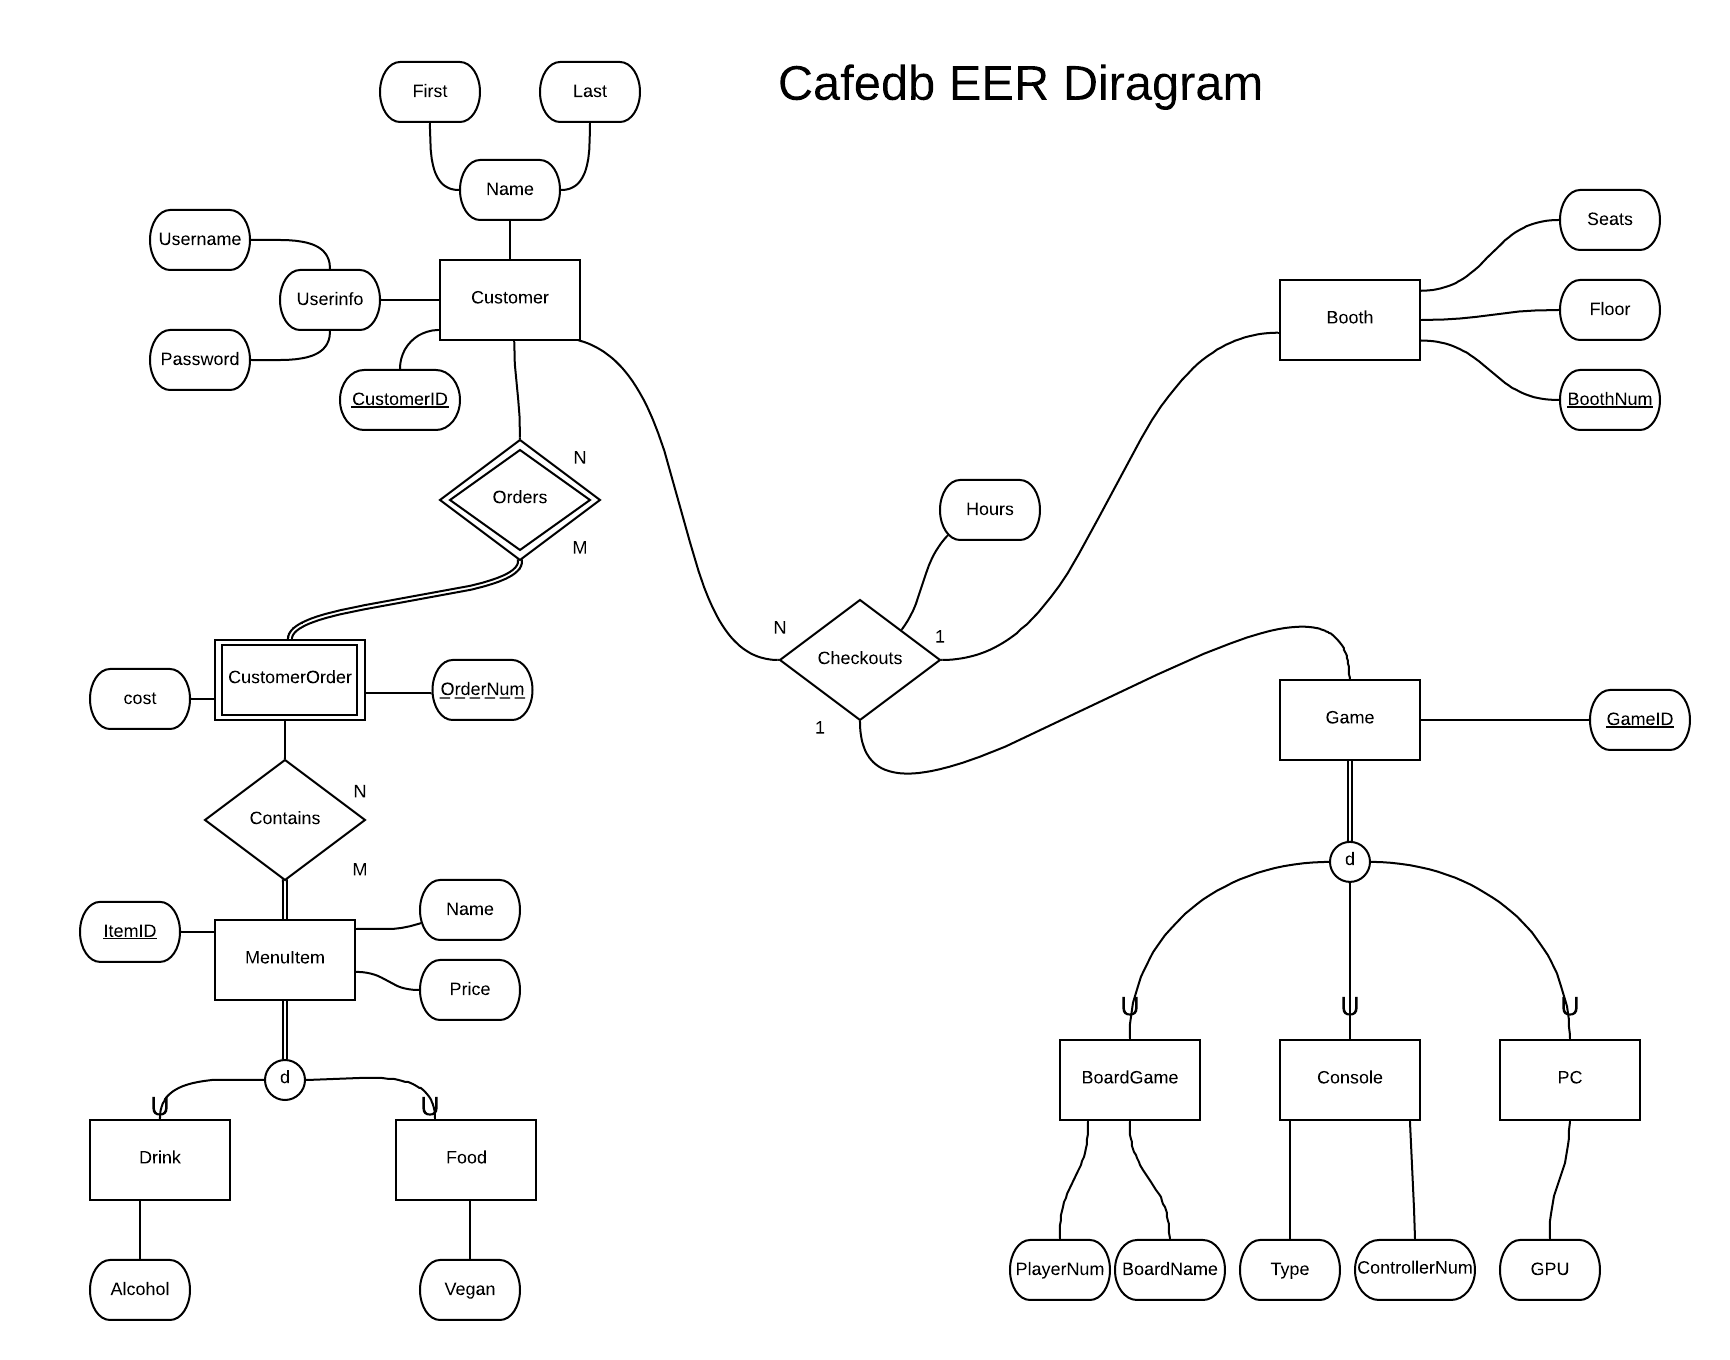 Cafedb EER Diragram
First
Last
Name
Username
Userinfo
Customer
Password
CustomerID
Seats
Booth
Floor
BoothNum
N
Orders
M
Hours
N
1
Checkouts
1
CustomerOrder
cost
OrderNum
Game
GameID
N
Contains
M
d
ItemID
Name
MenuItem
Price
U
U
U
d
U
U
BoardGame
Console
PC
Drink
Food
PlayerNum
BoardName
Type
ControllerNum
GPU
Alcohol
Vegan